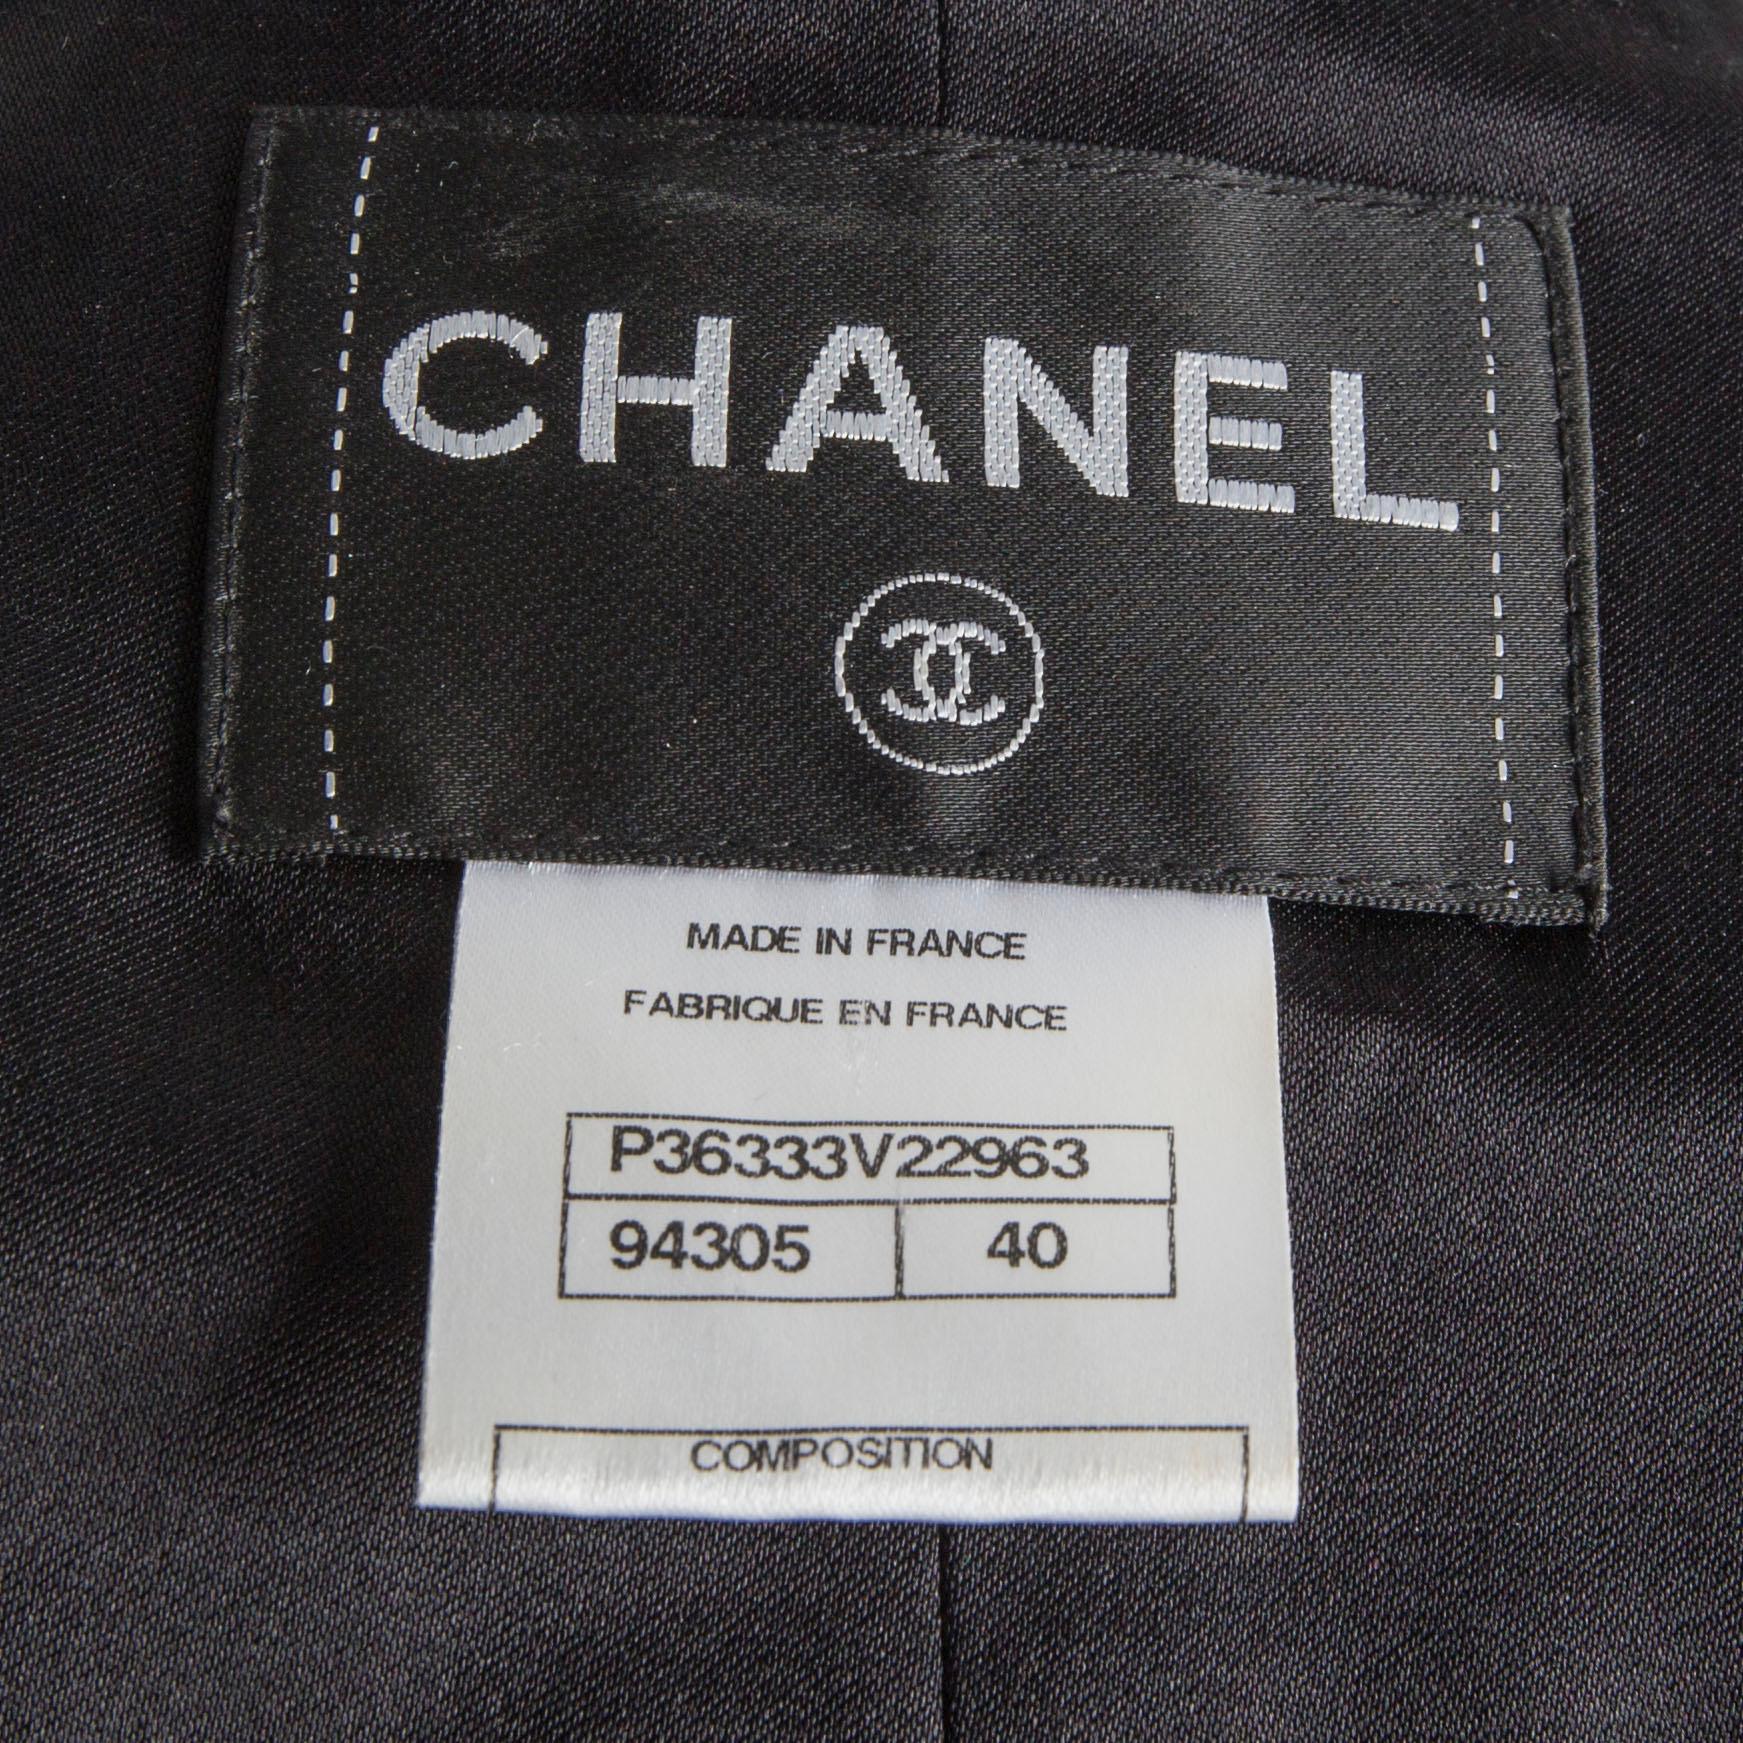 CHANEL
MADE IN FRANCE
FABRIQUE EN FRANCE
P36333V22963
94305 40
COMPOSITION